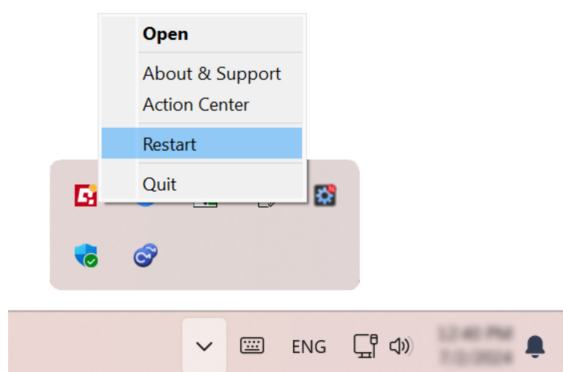 Open
About & Support
Action Center
Restart
Quit
ENG